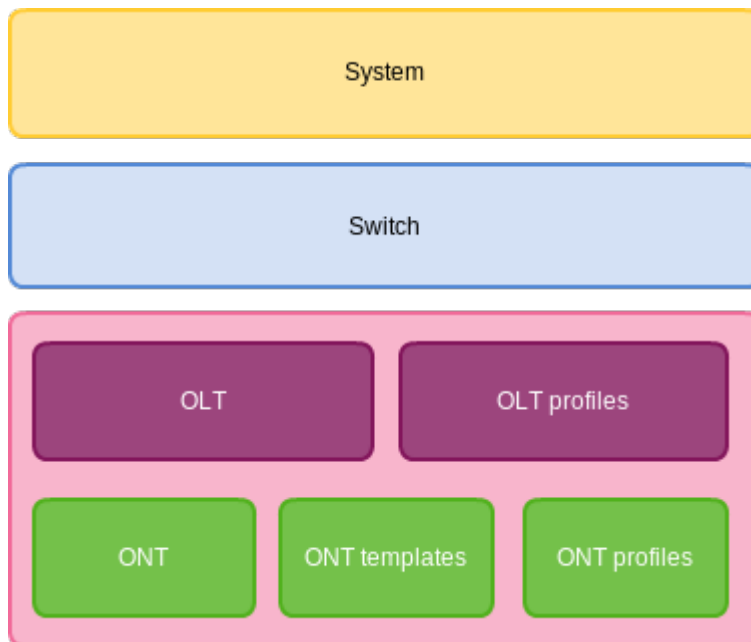 System
Switch
OLT
OLT profiles
ONT
ONT templates
ONT profiles